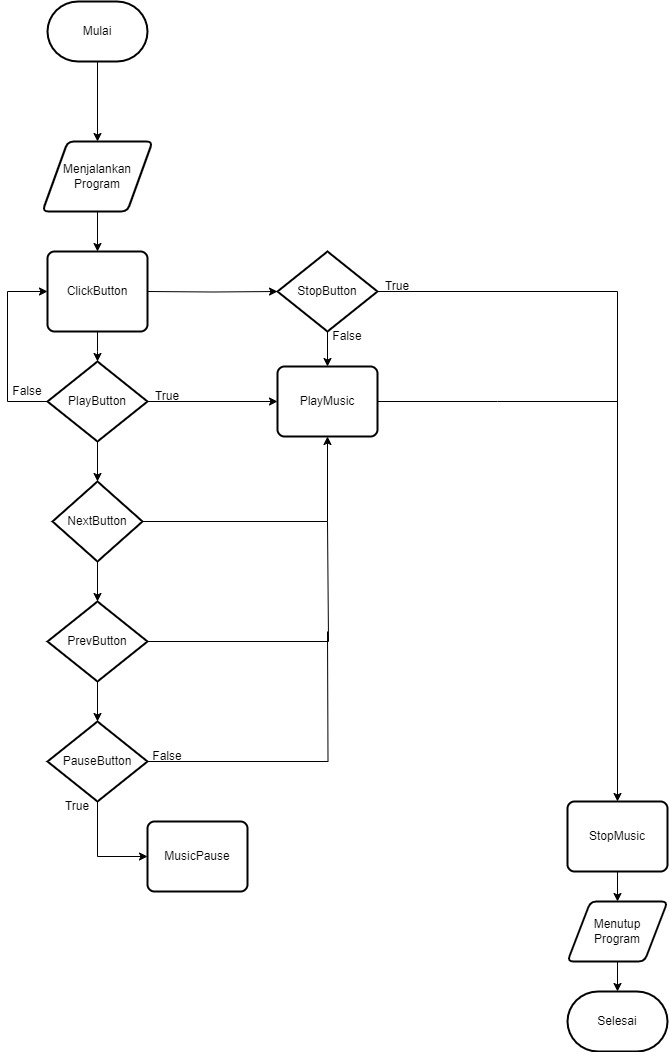 Mulai
Menjalankan
Program
ClickButton
StopButton
True
False
False
PlayButton
True
PlayMusic
NextButton
PrevButton
PauseButton
False
True
MusicPause
StopMusic
Menutup
Program
Selesai